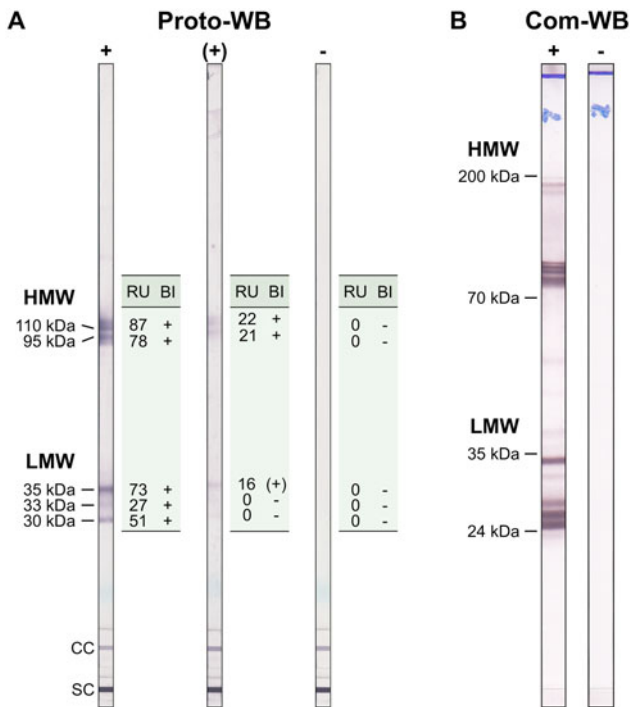 A Proto-WB
+ (+) -
HMW
110 kDa
95 kDa
LMW
35 kDa
33 kDa
30 kDa
CC
SC
RU BI
87 +
78 +
73 +
27 +
51 +
RU BI
22 +
21 +
16 (+)
0 -
0 -
RU BI
0 -
0 -
0 -
0 -
0 -
B Com-WB
+ -
HMW
200 kDa
70 kDa
LMW
35 kDa
24 kDa